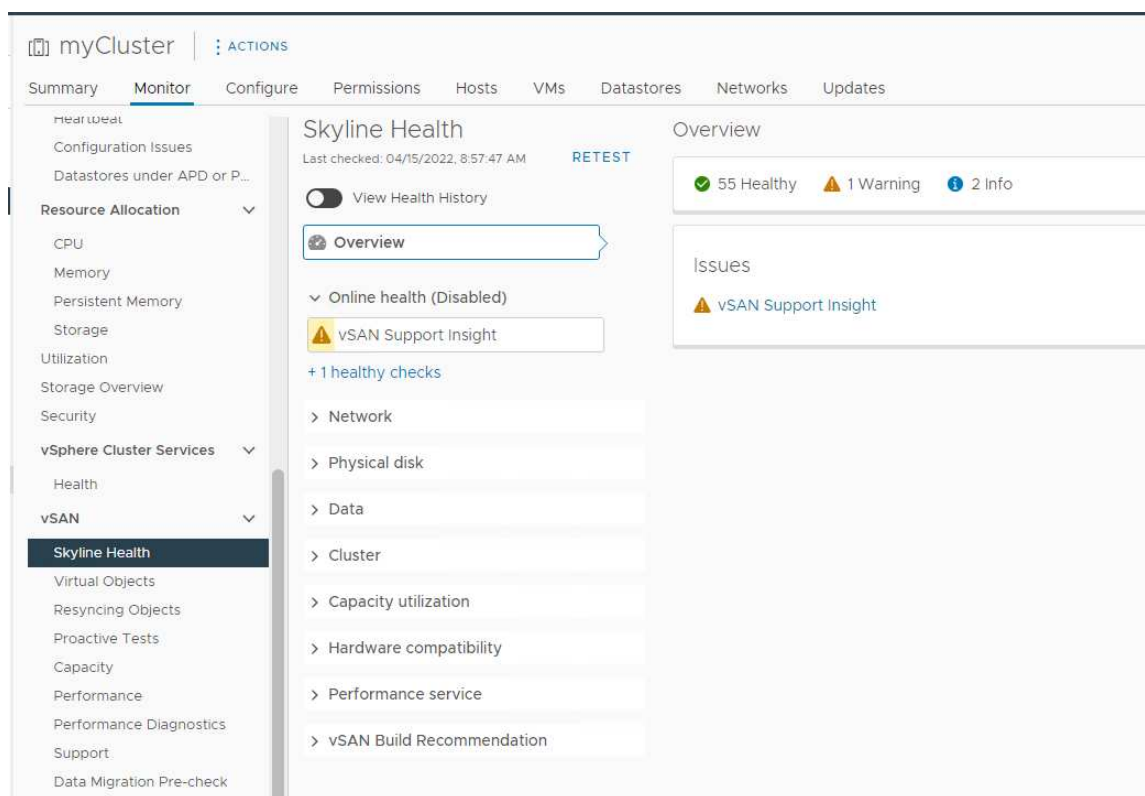 myCluster ACTIONS
Summary Monitor Configure Permissions Hosts VMs Datastores Networks Updates
Heartbeat
Configuration Issues
Datastores under APD or P...
Resource Allocation
CPU
Memory
Persistent Memory
Storage
Utilization
Storage Overview
Security
vSphere Cluster Services
Health
vSAN
Skyline Health
Virtual Objects
Resyncing Objects
Proactive Tests
Capacity
Performance
Performance Diagnostics
Support
Data Migration Pre-check
Skyline Health
Last checked: 04/15/2022, 8:57:47 AM RETEST
View Health History
Overview
Online health (Disabled)
vSAN Support Insight
+ 1 healthy checks
Network
Physical disk
Data
Cluster
Capacity utilization
Hardware compatibility
Performance service
vSAN Build Recommendation
Overview
55 Healthy 1 Warning 2 Info
Issues
vSAN Support Insight